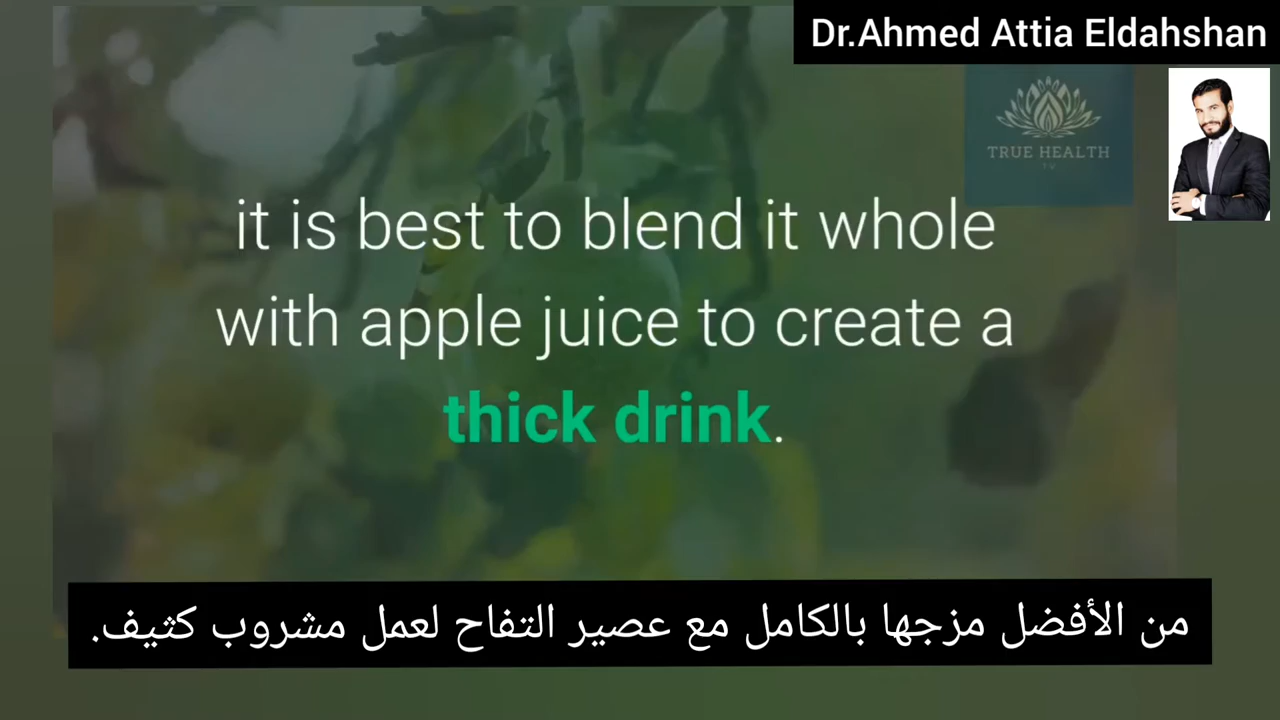 Dr.Ahmed Attia Eldahshan
TRUE HEALTH
TV
it is best to blend it whole
with apple juice to create a
thick drink.
من الأفضل مزجها بالكامل مع عصير التفاح لعمل مشروب كثيف.